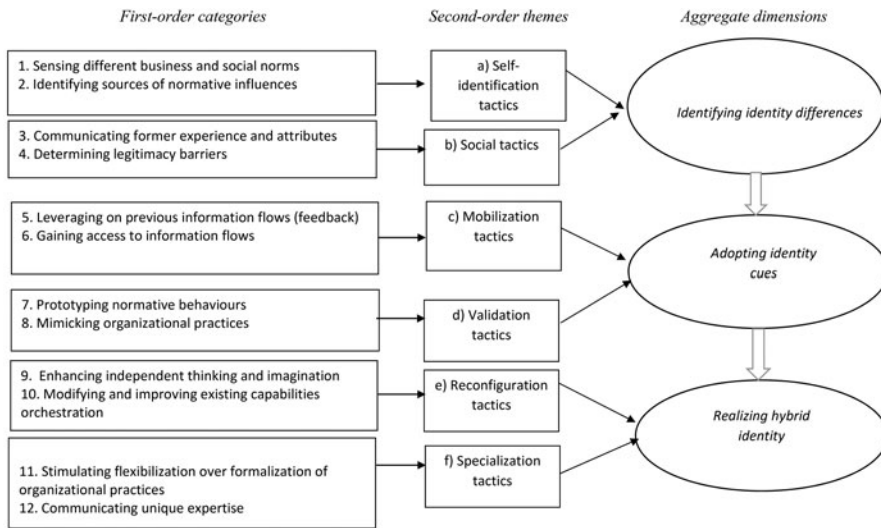 First-order categories
Second-order themes
Aggregate dimensions
1. Sensing different business and social norms
2. Identifying sources of normative influences
a) Self-
identification
tactics
Identifying identity differences
3. Communicating former experience and attributes
4. Determining legitimacy barriers
b) Social tactics
5. Leveraging on previous information flows (feedback)
6. Gaining access to information flows
c) Mobilization
tactics
Adopting identity
cues
7. Prototyping normative behaviours
8. Mimicking organizational practices
d) Validation
tactics
9. Enhancing independent thinking and imagination
10. Modifying and improving existing capabilities
orchestration
e) Reconfiguration
tactics
Realizing hybrid
identity
11. Stimulating flexibilization over formalization of
organizational practices
12. Communicating unique expertise
f) Specialization
tactics